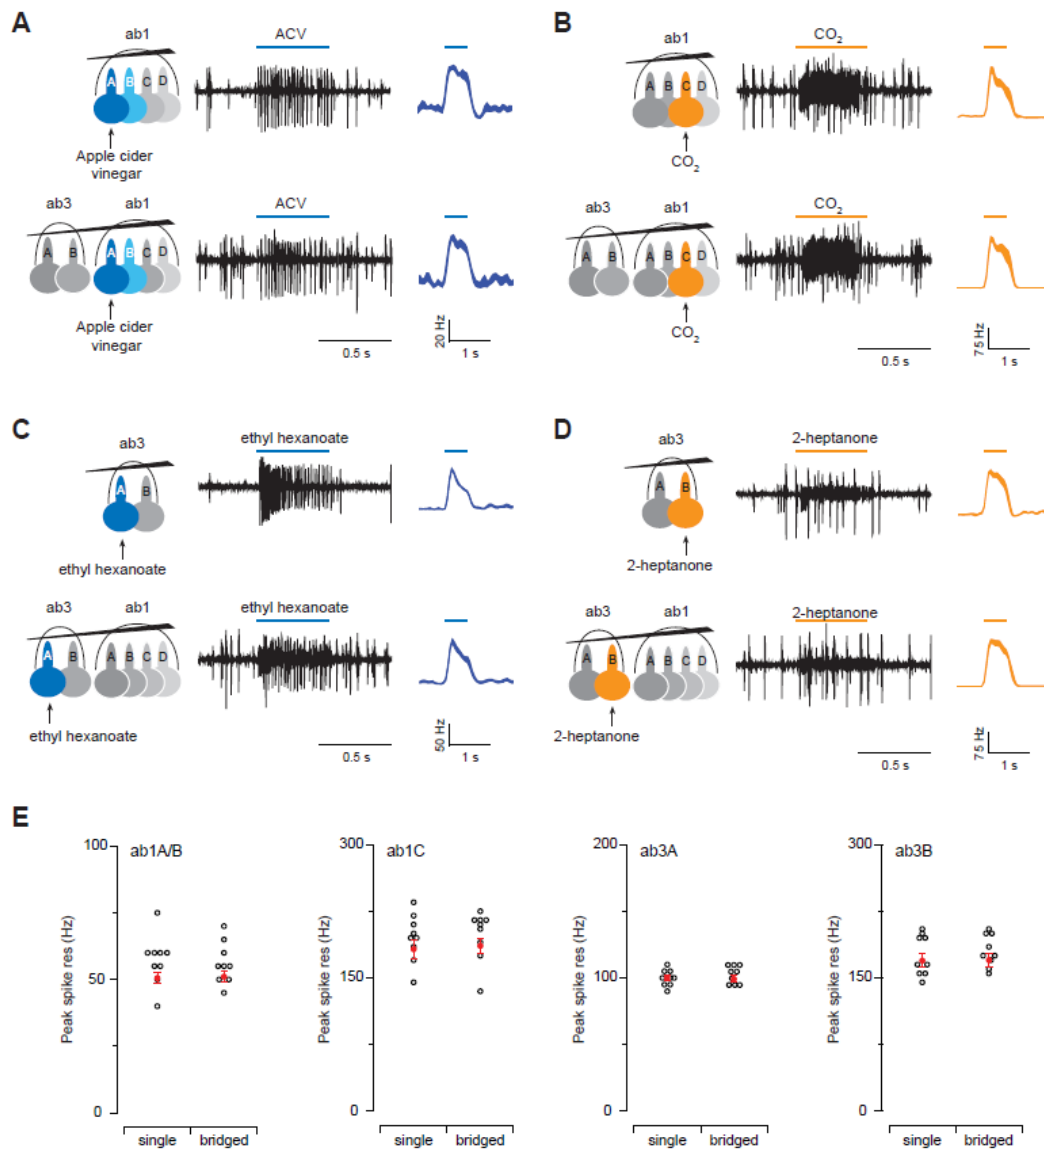 A
ab1
A B C D
Apple cider
vinegar
ACV
ab3 ab1
A B A B C D
Apple cider
vinegar
ACV
0.5 s
20 Hz
1 s
B
ab1
A B C D
CO2
CO2
ab3 ab1
A B A B C D
CO2
CO2
0.5 s
75 Hz
1 s
C
ab3
A B
ethyl hexanoate
ethyl hexanoate
ab3 ab1
A B A B C D
ethyl hexanoate
ethyl hexanoate
0.5 s
50 Hz
1 s
D
ab3
A B
2-heptanone
2-heptanone
ab3 ab1
A B A B C D
2-heptanone
2-heptanone
0.5 s
75 Hz
1 s
E
ab1A/B
Peak spike res (Hz)
100
50
0
single bridged
ab1C
Peak spike res (Hz)
300
150
0
single bridged
ab3A
Peak spike res (Hz)
200
100
0
single bridged
ab3B
Peak spike res (Hz)
300
150
0
single bridged